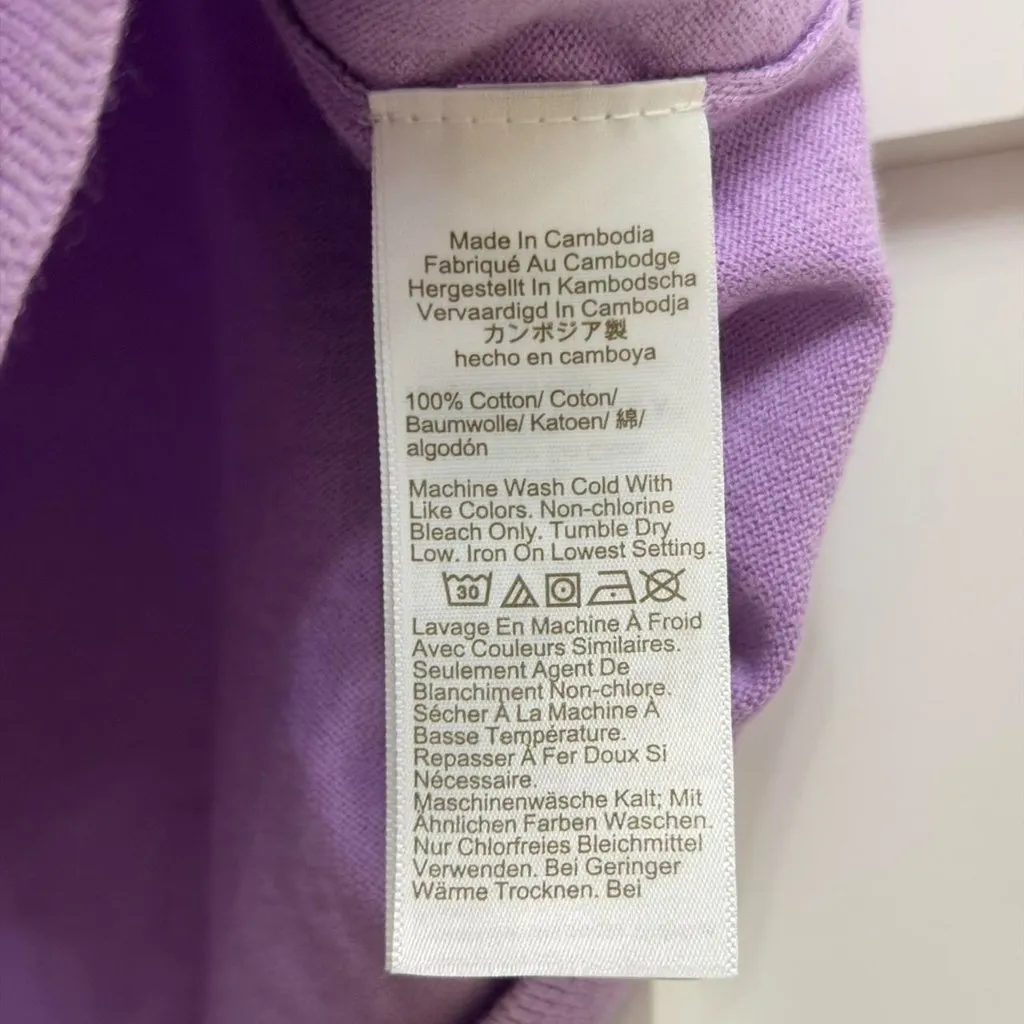 Made In Cambodia
Fabriqué Au Cambodge
Hergestellt In Kambodscha
Vervaardigd In Cambodja
カンボジア製
hecho en camboya
100% Cotton/ Coton/
Baumwolle/ Katoen/ 綿/
algodón
Machine Wash Cold With
Like Colors. Non-chlorine
Bleach Only. Tumble Dry
Low. Iron On Lowest Setting.
30
Lavage En Machine À Froid
Avec Couleurs Similaires.
Seulement Agent De
Blanchiment Non-chlore.
Sécher À La Machine À
Basse Température.
Repasser À Fer Doux Si
Nécessaire.
Maschinenwäsche Kalt; Mit
Ähnlichen Farben Waschen.
Nur Chlorfreies Bleichmittel
Verwenden. Bei Geringer
Wärme Trocknen. Bei